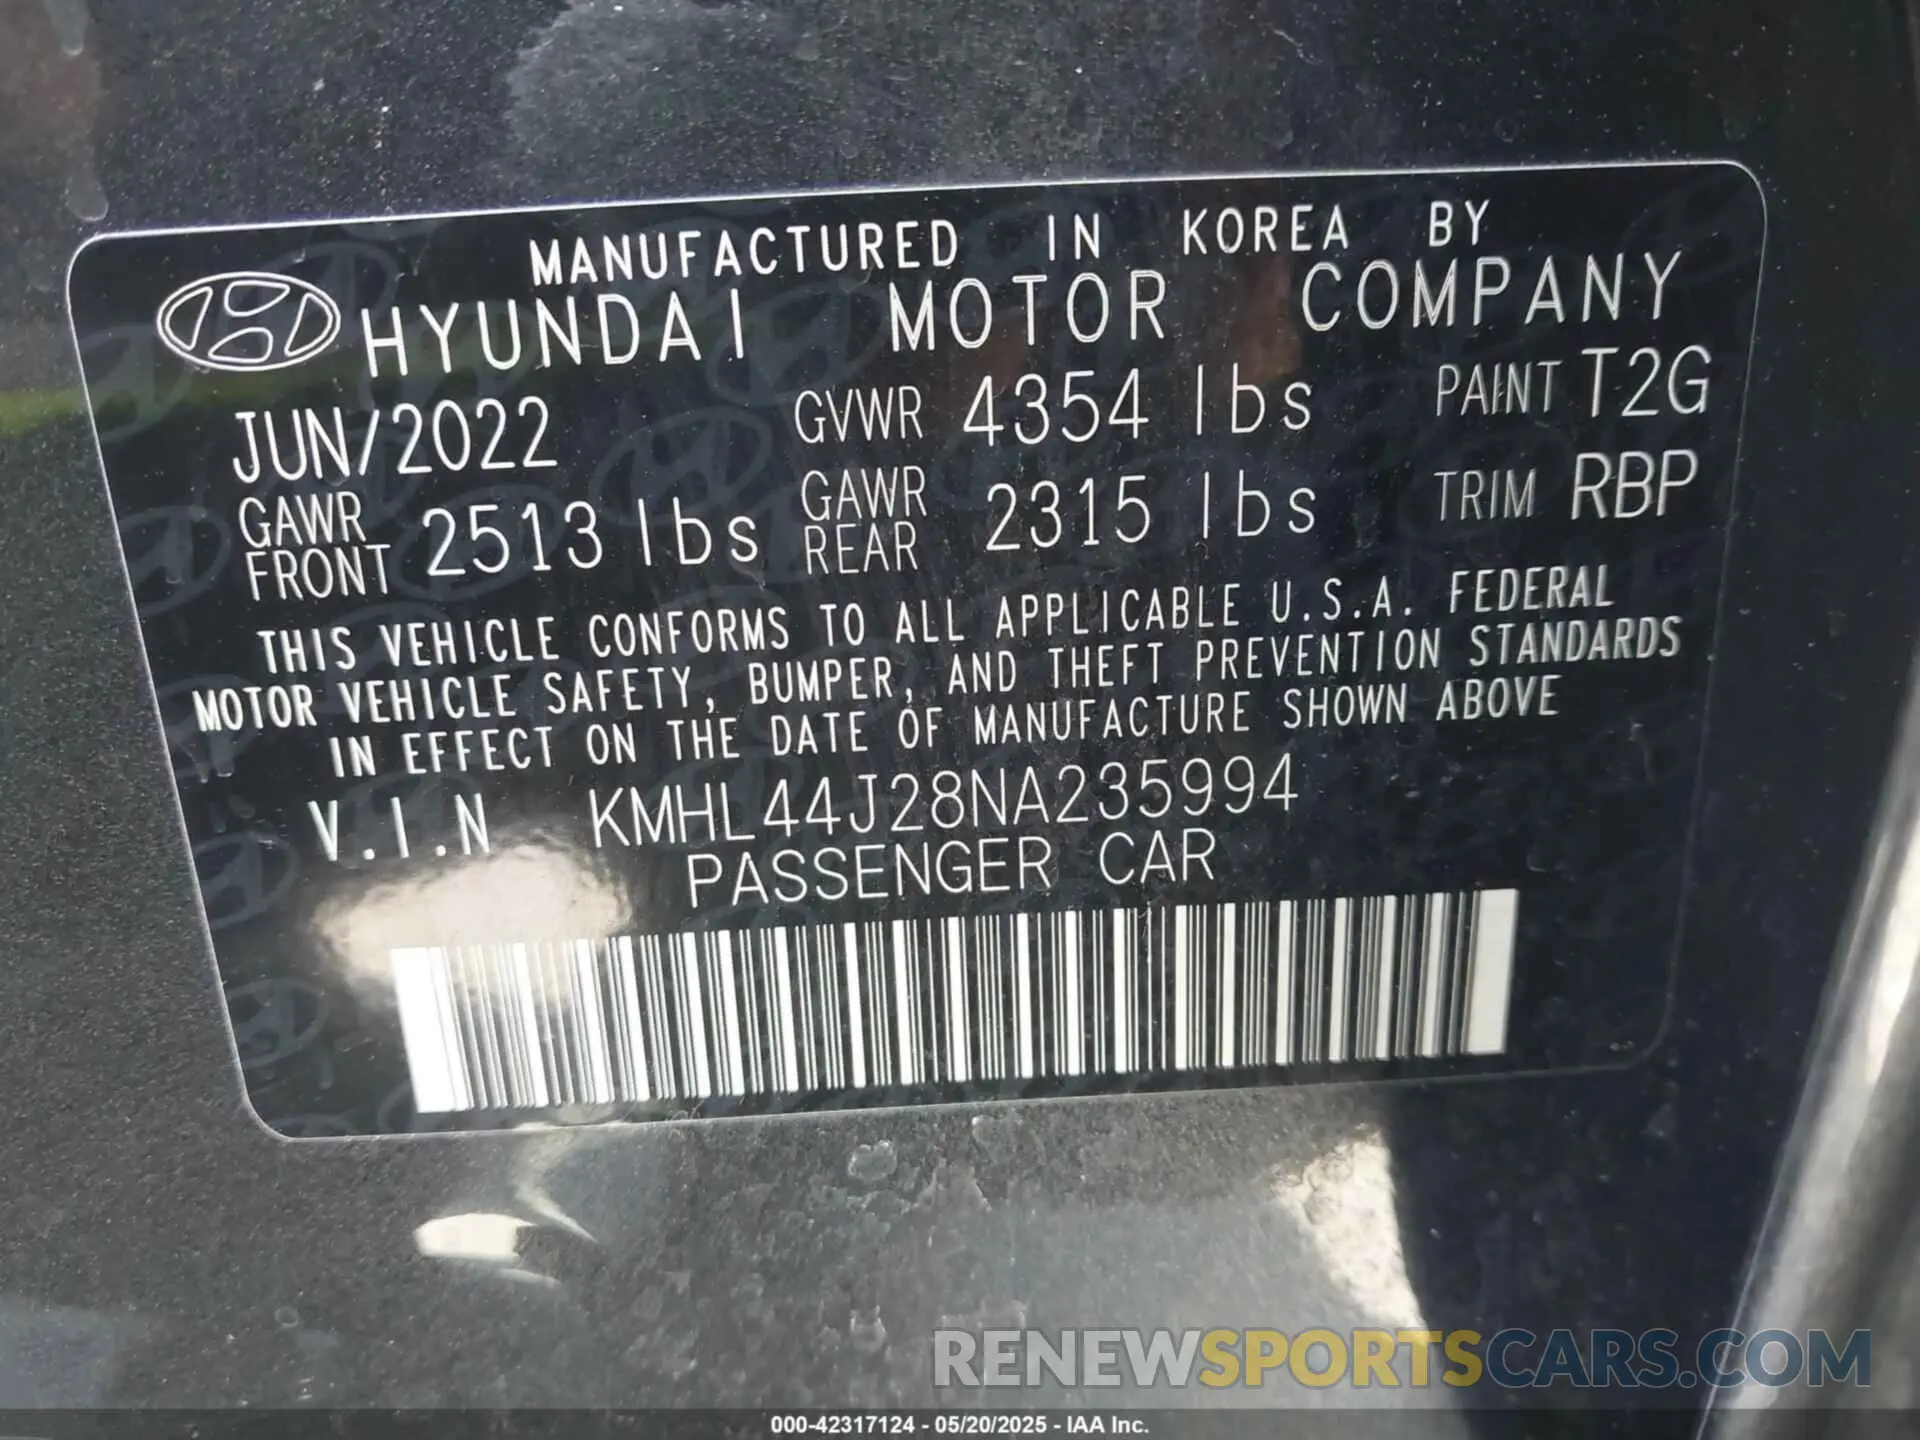 MANUFACTURED IN KOREA BY
HYUNDAI MOTOR COMPANY
JUN/2022 GVWR 4354 lbs PAINT T2G
GAWR FRONT 2513 lbs GAWR REAR 2315 lbs TRIM RBP
THIS VEHICLE CONFORMS TO ALL APPLICABLE U.S.A. FEDERAL
MOTOR VEHICLE SAFETY, BUMPER, AND THEFT PREVENTION STANDARDS
IN EFFECT ON THE DATE OF MANUFACTURE SHOWN ABOVE
V.I.N KMHL44J28NA235994
PASSENGER CAR
RENEWSPORTSCARS.COM
000-42317124 - 05/20/2025 - IAA Inc.